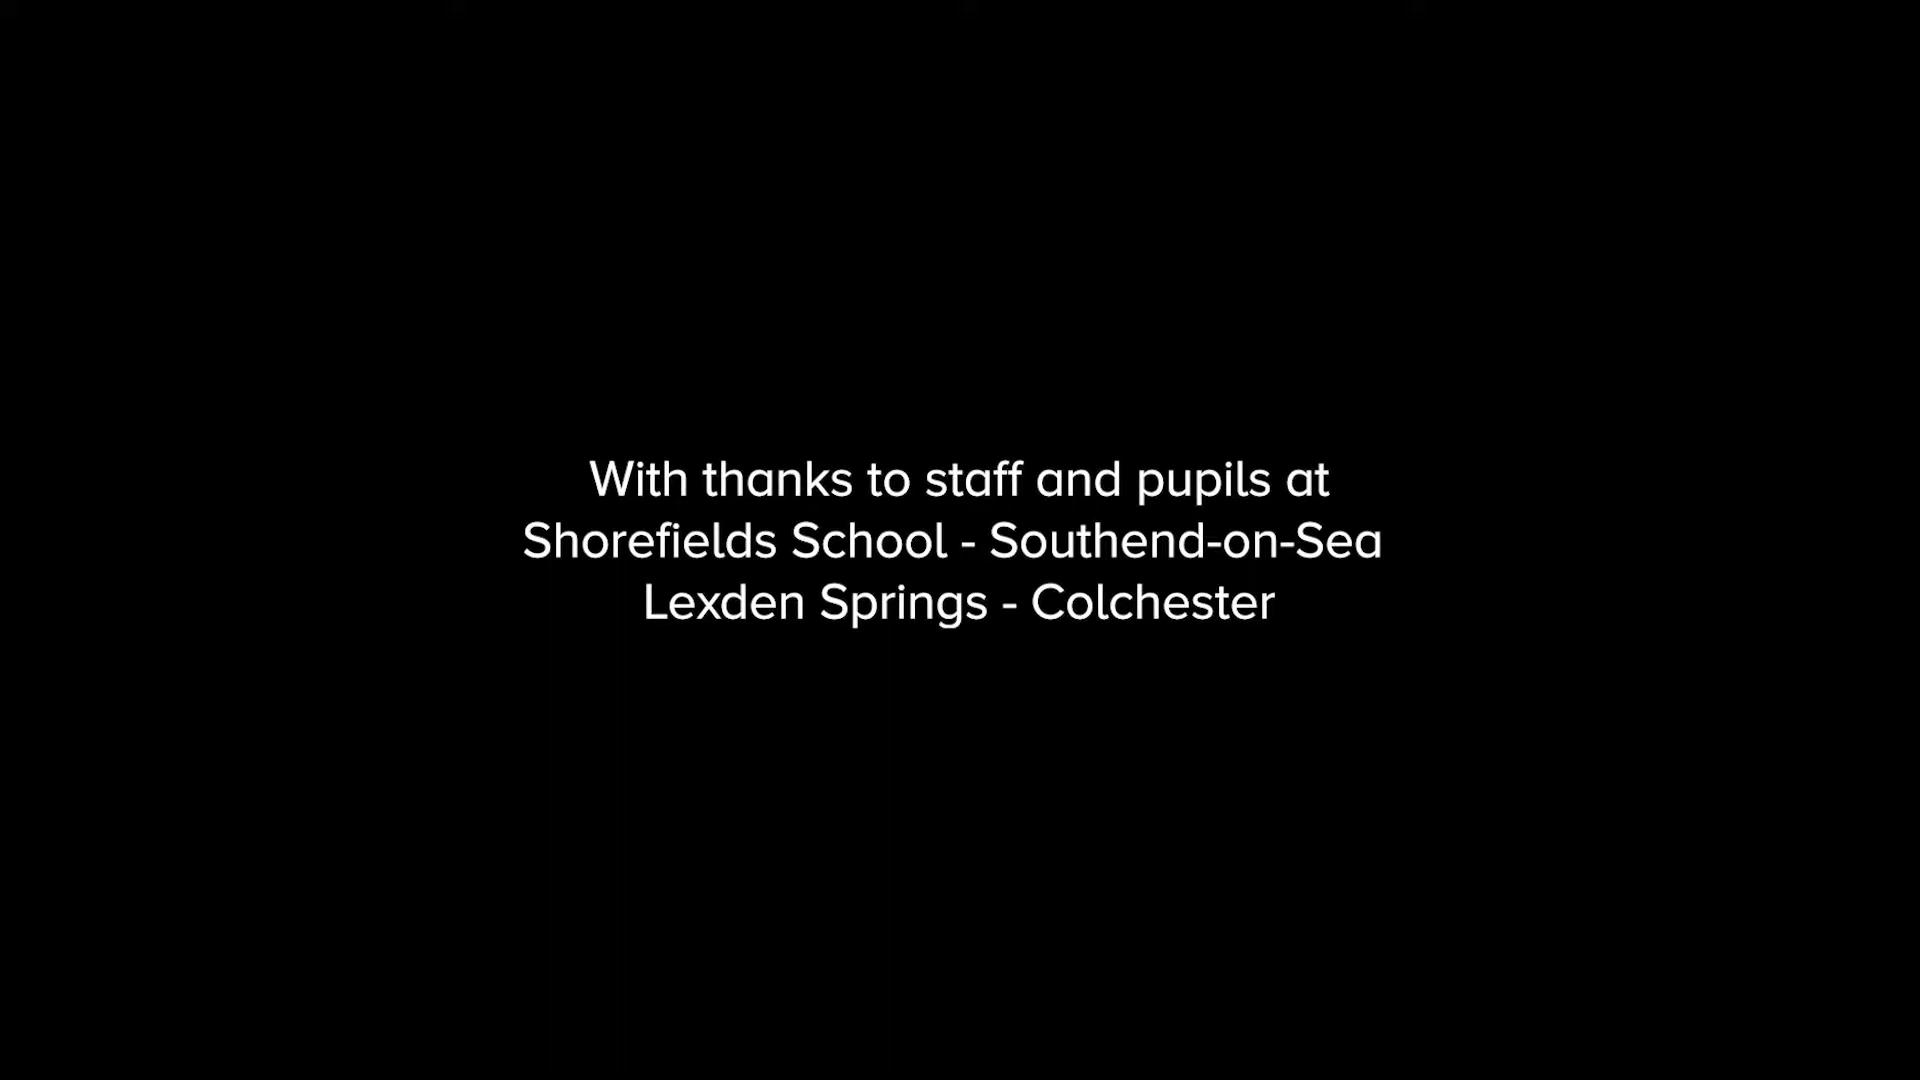 With thanks to staff and pupils at
Shorefields School - Southend-on-Sea
Lexden Springs - Colchester